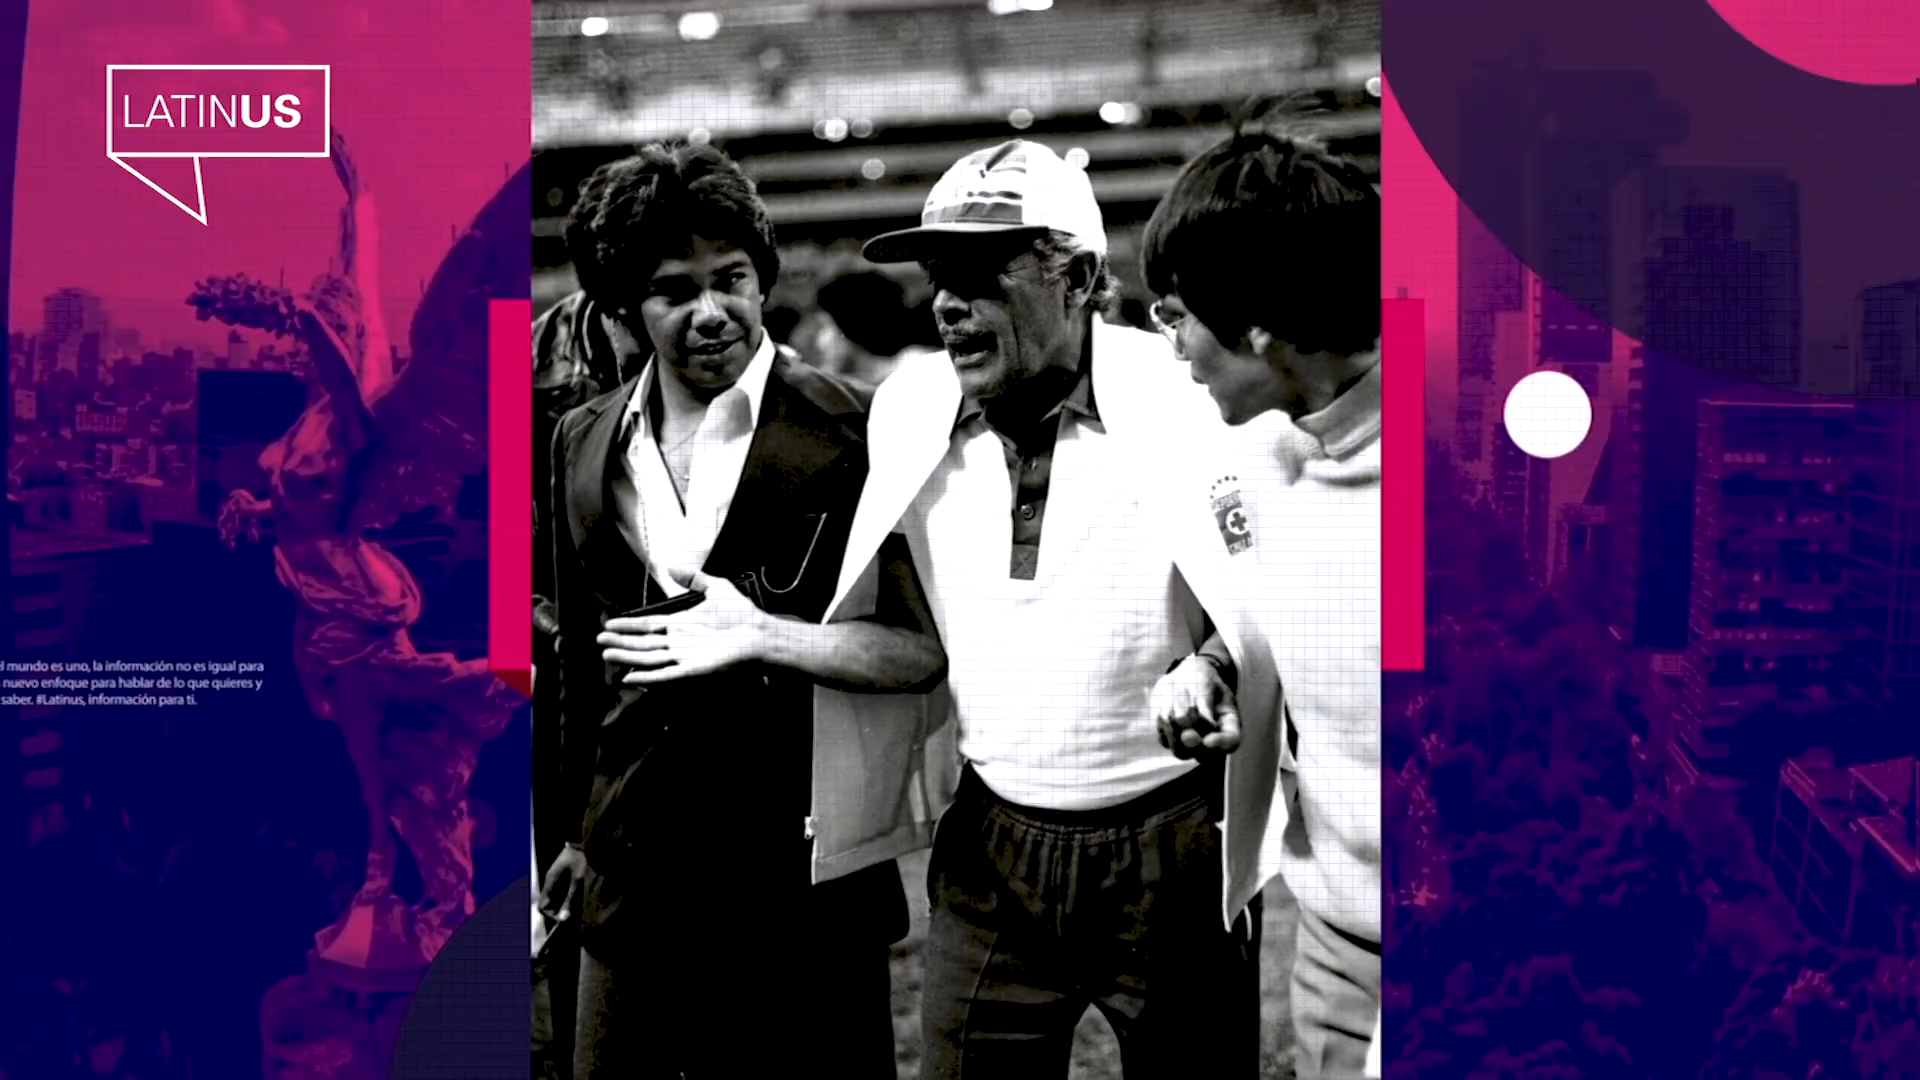 LATINUS
el mundo es uno, la información no es igual para
nuevo enfoque para hablar de lo que quieres y
saber. #Latinus, información para ti.